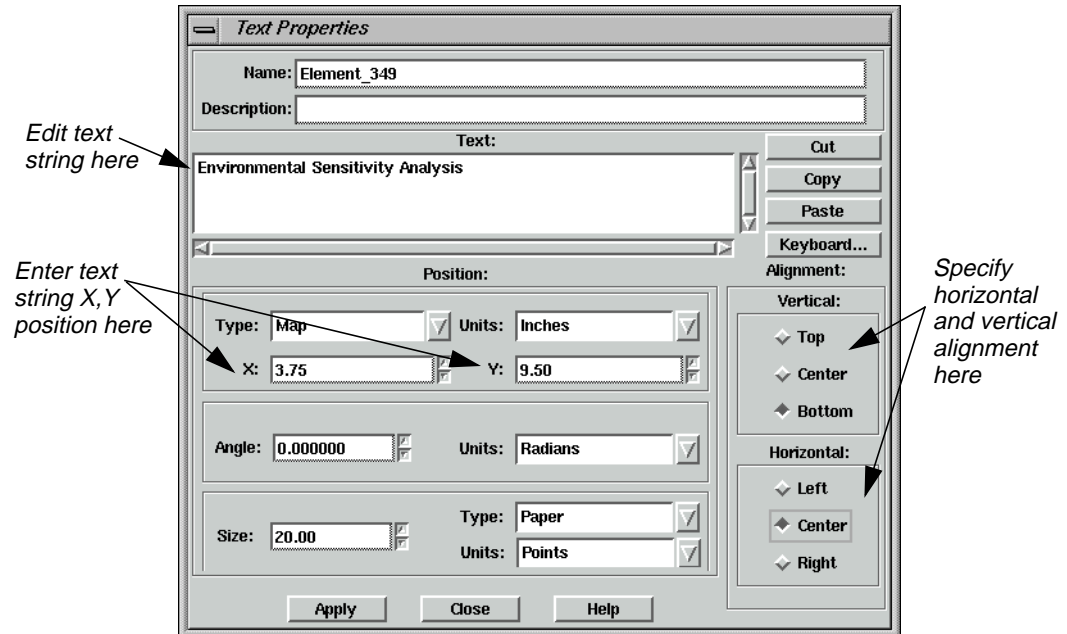 Text Properties
Name: Element_349
Description:
Edit text
string here
Text:
Environmental Sensitivity Analysis
Cut
Copy
Paste
Keyboard...
Enter text
string X,Y
position here
Position:
Type: Map Units: Inches
X: 3.75 Y: 9.50
Angle: 0.000000 Units: Radians
Size: 20.00 Type: Paper
Units: Points
Alignment:
Vertical:
Top
Center
Bottom
Horizontal:
Left
Center
Right
Specify
horizontal
and vertical
alignment
here
Apply Close Help